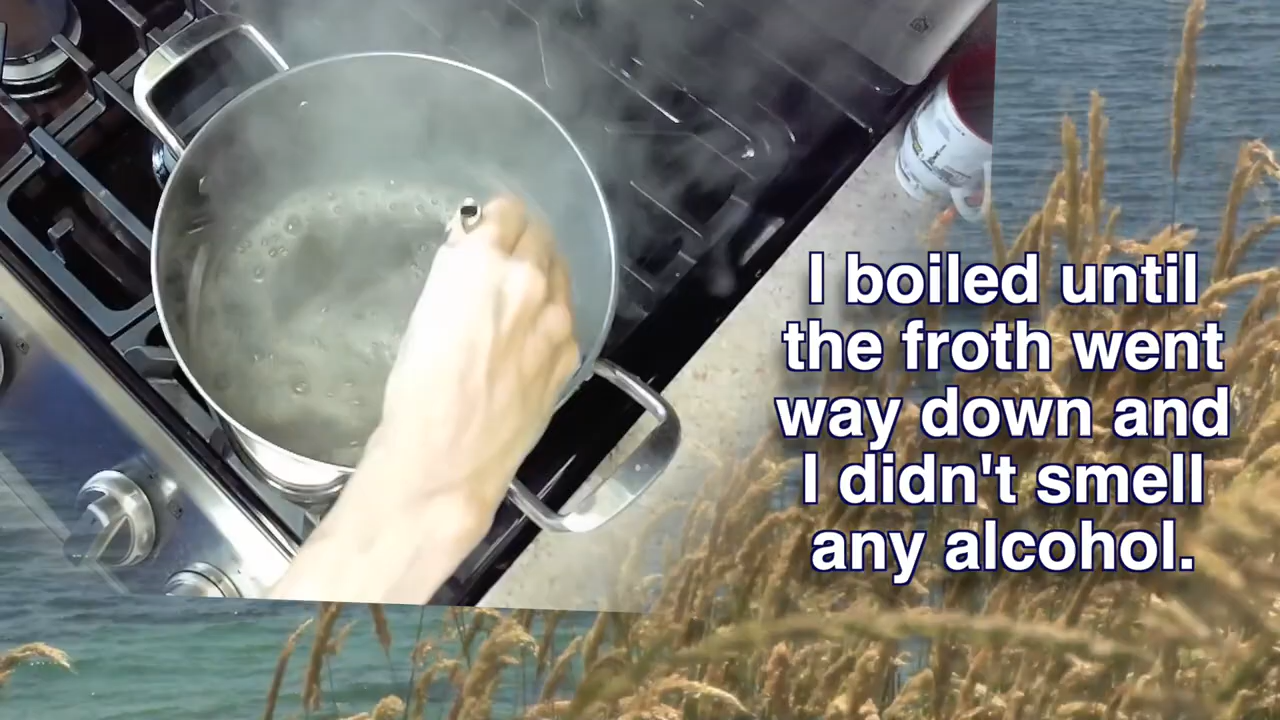 I boiled until
the froth went
way down and
I didn't smell
any alcohol.